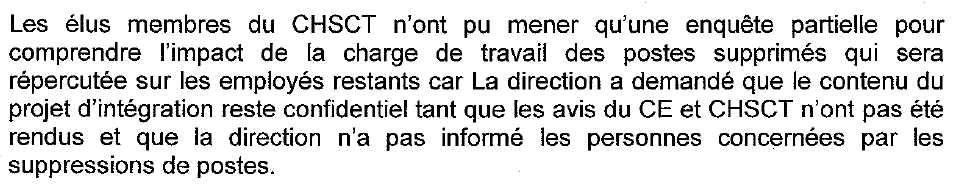 Les élus membres du CHSCT n'ont pu mener qu'une enquête partielle pour
comprendre l'impact de la charge de travail des postes supprimés qui sera
répercutée sur les employés restants car La direction a demandé que le contenu du
projet d'intégration reste confidentiel tant que les avis du CE et CHSCT n'ont pas été
rendus et que la direction n'a pas informé les personnes concernées par les
suppressions de postes.